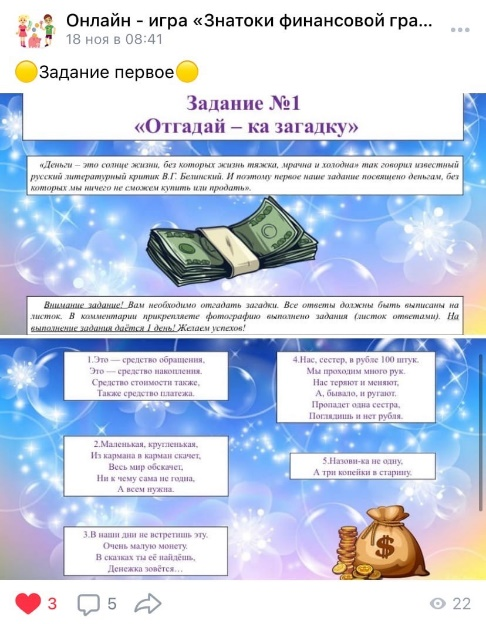 Онлайн - игра «Знатоки финансовой гра...
18 ноя в 08:41
Задание первое
Задание №1
«Отгадай – ка загадку»
«Деньги – это солнце жизни, без которых жизнь тяжка, мрачна и холодна» так говорил известный
русский литературный критик В.Г. Белинский. И поэтому первое наше задание посвящено деньгам, без
которых мы ничего не сможем купить или продать».
Внимание задание! Вам необходимо отгадать загадки. Все ответы должны быть выписаны на
листок. В комментарии прикрепляете фотографию выполнено задания (листок ответами). На
выполнение задания даётся 1 день! Желаем успехов!
1.Это — средство обращения,
Это — средство накопления.
Средство стоимости также,
Также средство платежа.
2.Маленькая, кругленькая,
Из кармана в карман скачет,
Весь мир обскачет,
Ни к чему сама не годна,
А всем нужна.
3.В наши дни не встретишь эту.
Очень малую монету.
В сказках ты её найдёшь,
Денежка зовётся…
4.Нас, сестер, в рубле 100 штук.
Мы проходим много рук.
Нас теряют и меняют,
А, бывало, и ругают.
Пропадет одна сестра,
Поглядишь и нет рубля.
5.Назови-ка не одну,
А три копейки в старину.
$
3
5
22